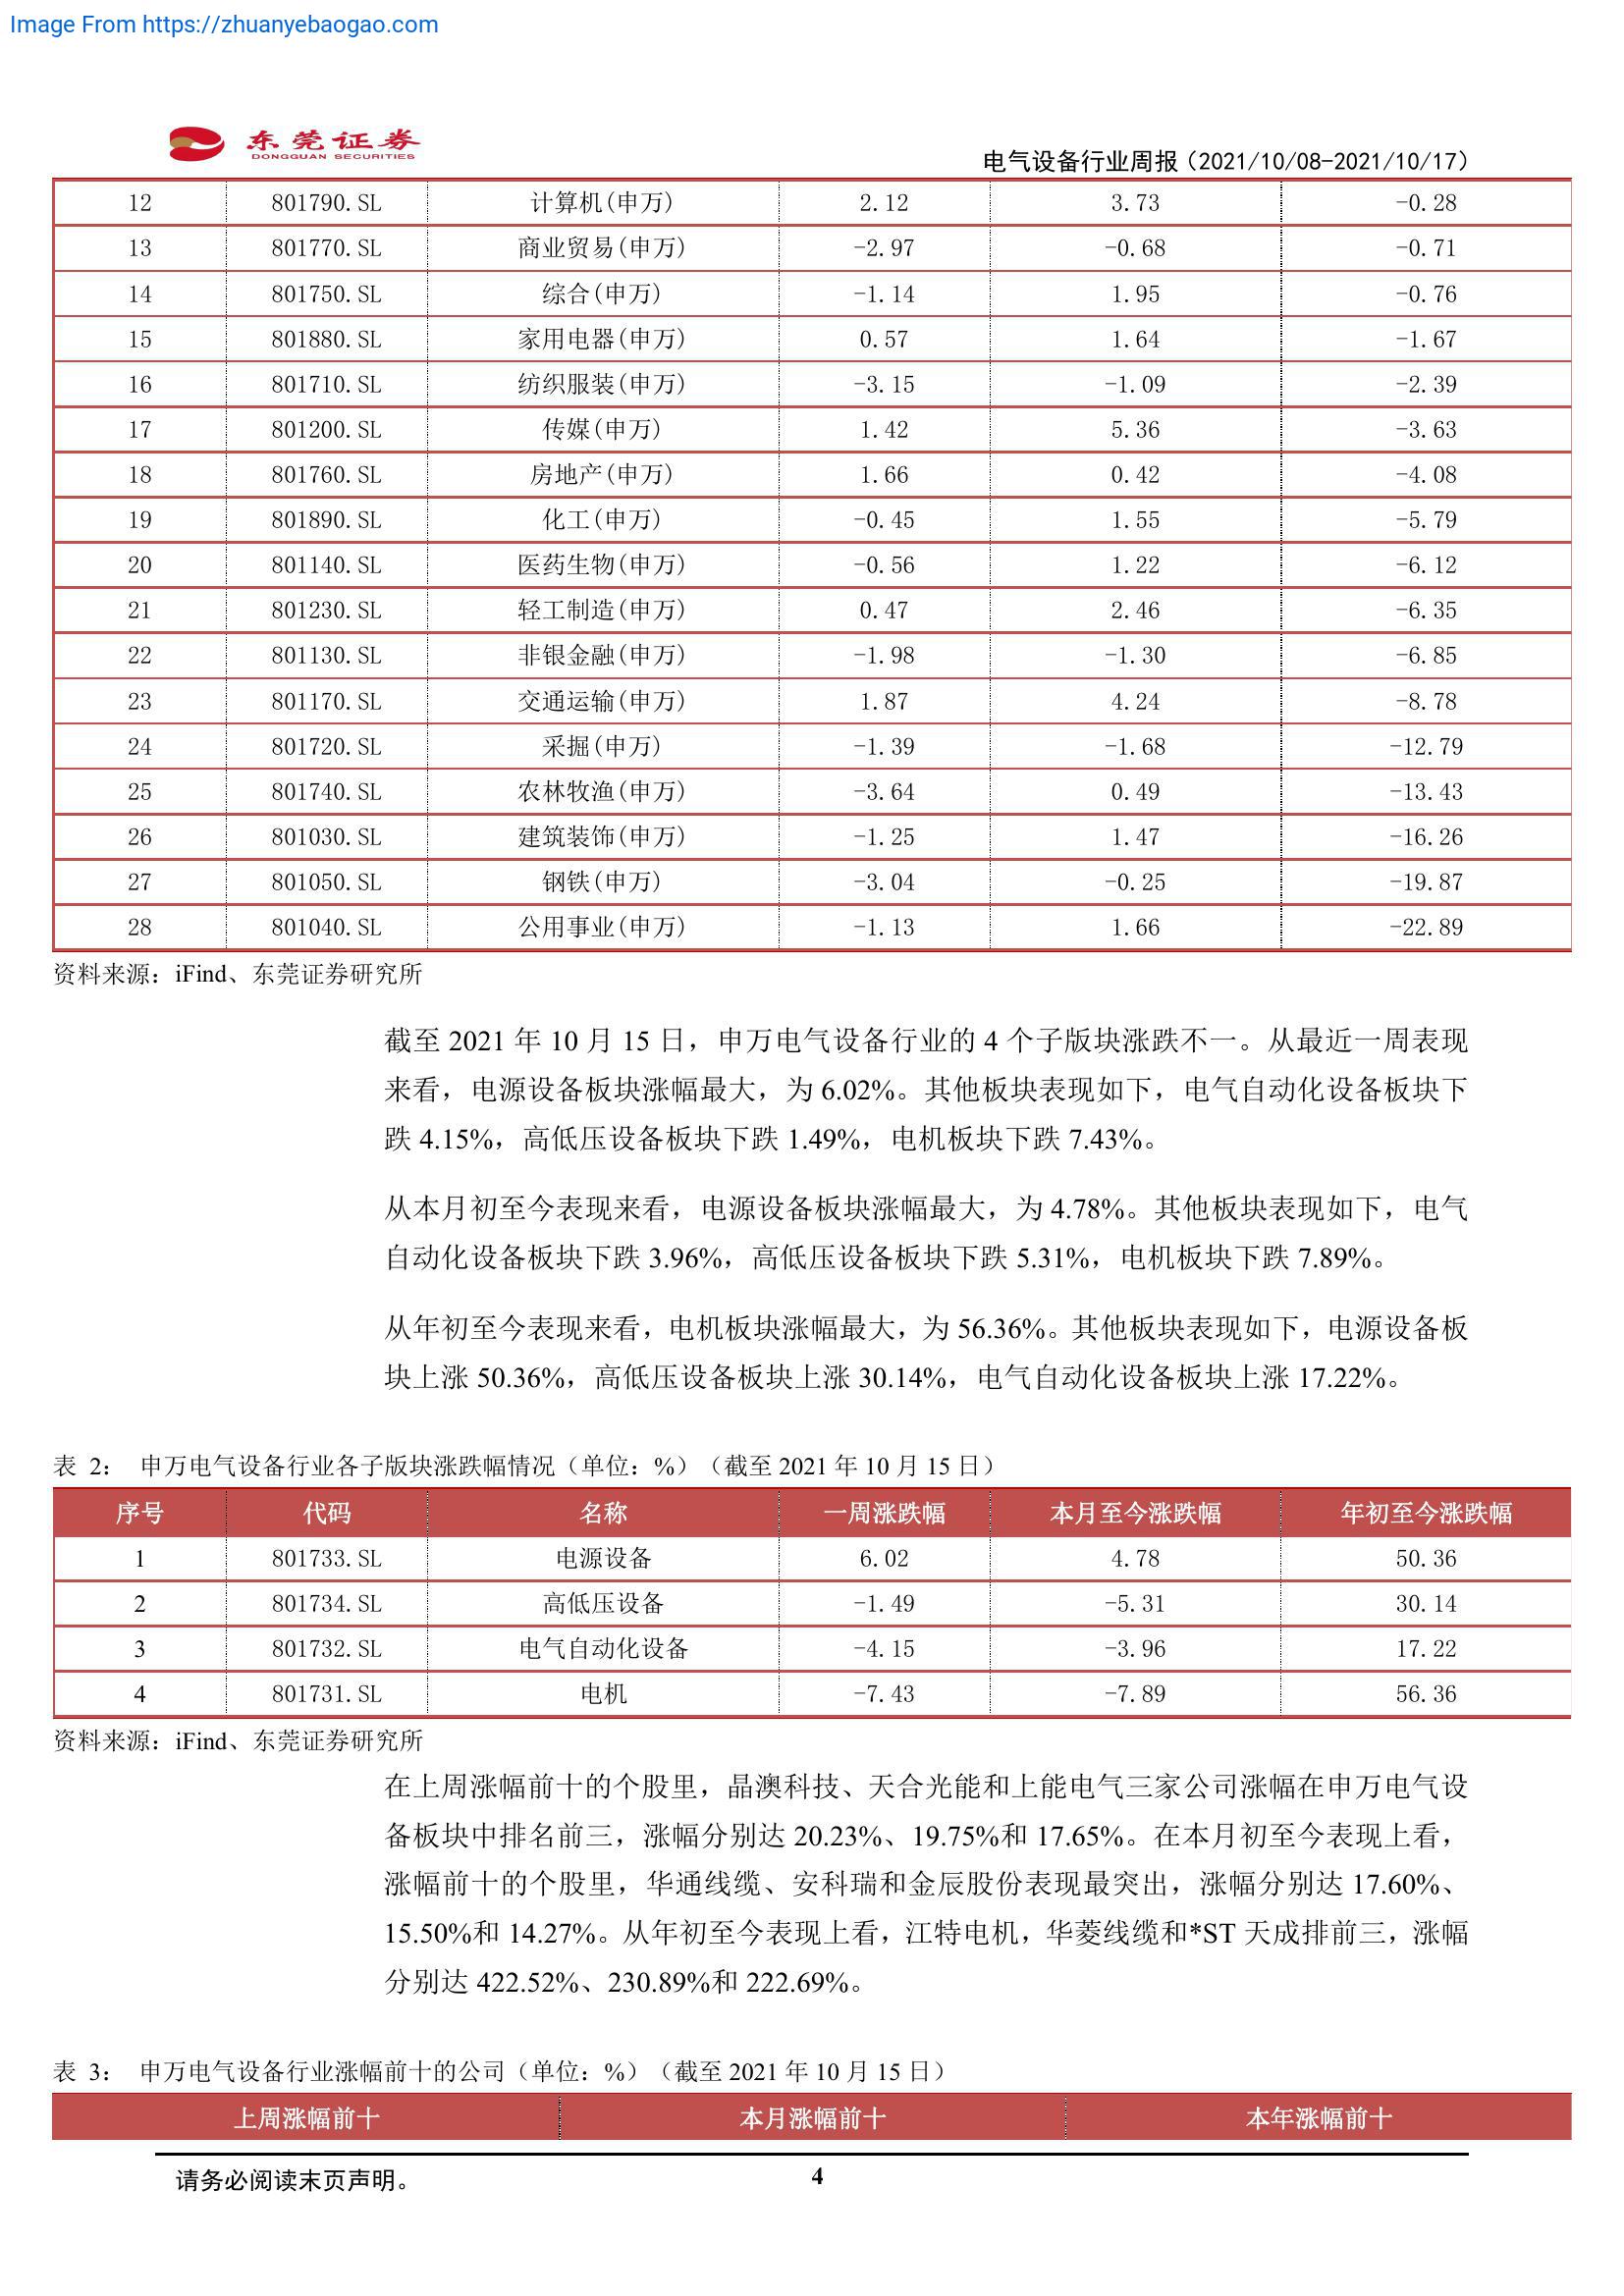 Image From https://zhuanyebaogao.com
东莞证券
DONGGUAN SECURITIES
电气设备行业周报（2021/10/08-2021/10/17）
12 801790.SL 计算机(申万) 2.12 3.73 -0.28
13 801770.SL 商业贸易(申万) -2.97 -0.68 -0.71
14 801750.SL 综合(申万) -1.14 1.95 -0.76
15 801880.SL 家用电器(申万) 0.57 1.64 -1.67
16 801710.SL 纺织服装(申万) -3.15 -1.09 -2.39
17 801200.SL 传媒(申万) 1.42 5.36 -3.63
18 801760.SL 房地产(申万) 1.66 0.42 -4.08
19 801890.SL 化工(申万) -0.45 1.55 -5.79
20 801140.SL 医药生物(申万) -0.56 1.22 -6.12
21 801230.SL 轻工制造(申万) 0.47 2.46 -6.35
22 801130.SL 非银金融(申万) -1.98 -1.30 -6.85
23 801170.SL 交通运输(申万) 1.87 4.24 -8.78
24 801720.SL 采掘(申万) -1.39 -1.68 -12.79
25 801740.SL 农林牧渔(申万) -3.64 0.49 -13.43
26 801030.SL 建筑装饰(申万) -1.25 1.47 -16.26
27 801050.SL 钢铁(申万) -3.04 -0.25 -19.87
28 801040.SL 公用事业(申万) -1.13 1.66 -22.89
资料来源：iFind、东莞证券研究所
截至 2021 年 10 月 15 日，申万电气设备行业的 4 个子版块涨跌不一。从最近一周表现
来看，电源设备板块涨幅最大，为 6.02%。其他板块表现如下，电气自动化设备板块下
跌 4.15%，高低压设备板块下跌 1.49%，电机板块下跌 7.43%。
从本月初至今表现来看，电源设备板块涨幅最大，为 4.78%。其他板块表现如下，电气
自动化设备板块下跌 3.96%，高低压设备板块下跌 5.31%，电机板块下跌 7.89%。
从年初至今表现来看，电机板块涨幅最大，为 56.36%。其他板块表现如下，电源设备板
块上涨 50.36%，高低压设备板块上涨 30.14%，电气自动化设备板块上涨 17.22%。
表 2： 申万电气设备行业各子版块涨跌幅情况（单位：%）（截至 2021 年 10 月 15 日）
序号 代码 名称 一周涨跌幅 本月至今涨跌幅 年初至今涨跌幅
1 801733.SL 电源设备 6.02 4.78 50.36
2 801734.SL 高低压设备 -1.49 -5.31 30.14
3 801732.SL 电气自动化设备 -4.15 -3.96 17.22
4 801731.SL 电机 -7.43 -7.89 56.36
资料来源：iFind、东莞证券研究所
在上周涨幅前十的个股里，晶澳科技、天合光能和上能电气三家公司涨幅在申万电气设
备板块中排名前三，涨幅分别达 20.23%、19.75%和 17.65%。在本月初至今表现上看，
涨幅前十的个股里，华通线缆、安科瑞和金辰股份表现最突出，涨幅分别达 17.60%、
15.50%和 14.27%。从年初至今表现上看，江特电机，华菱线缆和*ST 天成排前三，涨幅
分别达 422.52%、230.89%和 222.69%。
表 3： 申万电气设备行业涨幅前十的公司（单位：%）（截至 2021 年 10 月 15 日）
上周涨幅前十 本月涨幅前十 本年涨幅前十
请务必阅读末页声明。 4